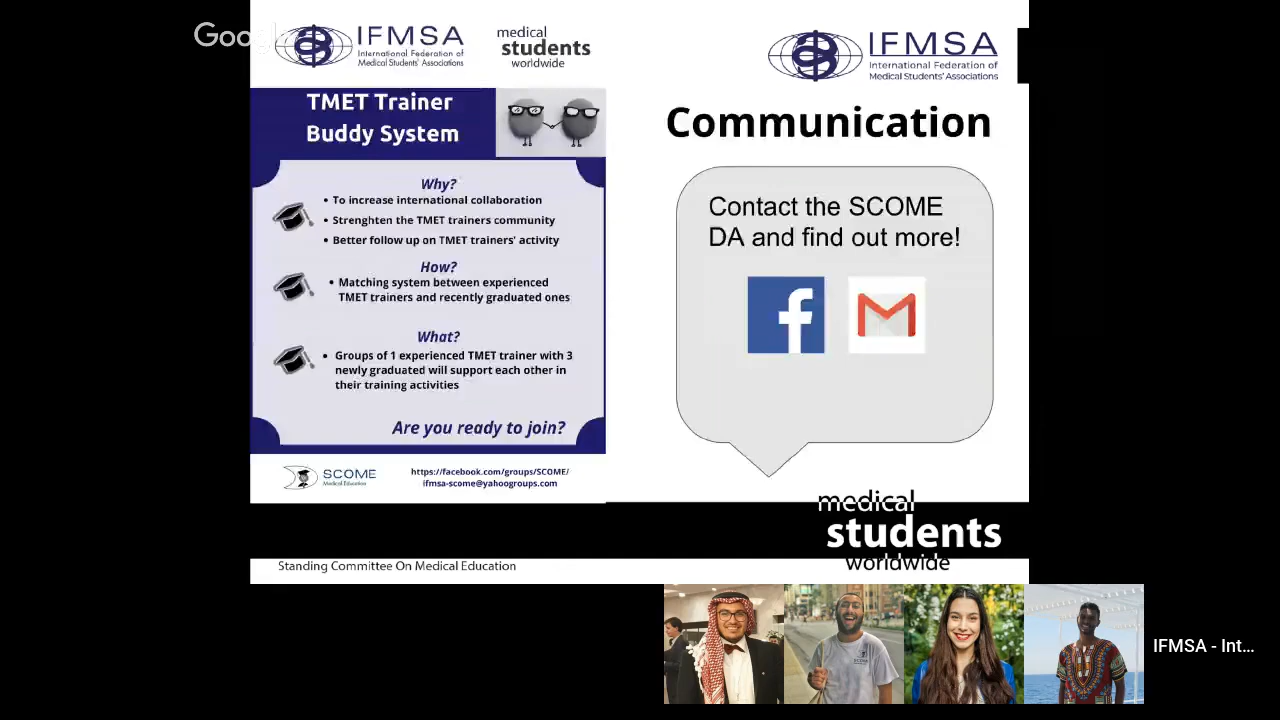 Google
IFMSA
International Federation of
Medical Students' Associations
medical
students
worldwide
TMET Trainer
Buddy System
Why?
• To increase international collaboration
• Strenghten the TMET trainers community
• Better follow up on TMET trainers' activity
How?
• Matching system between experienced
TMET trainers and recently graduated ones
What?
• Groups of 1 experienced TMET trainer with 3
newly graduated will support each other in
their training activities
Are you ready to join?
SCOME
Medical Education
https://facebook.com/groups/SCOME/
ifmsa-scome@yahoogroups.com
IFMSA
International Federation of
Medical Students' Associations
Communication
Contact the SCOME
DA and find out more!
f
M
medical
students
worldwide
Standing Committee On Medical Education
SCOME
IFMSA - Int...